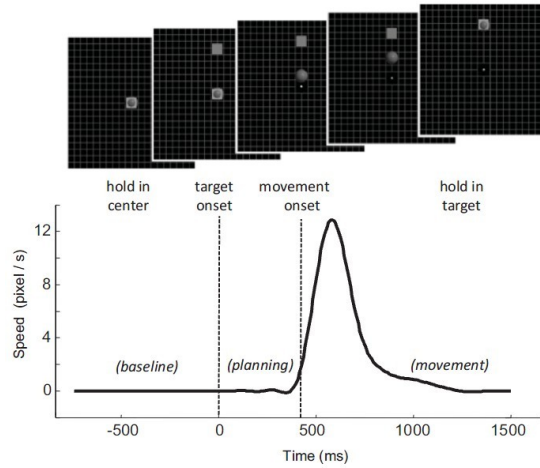 hold in center
target onset
movement onset
hold in target
12
8
4
0
Speed (pixel / s)
(baseline)
(planning)
(movement)
-500
0
500
1000
1500
Time (ms)